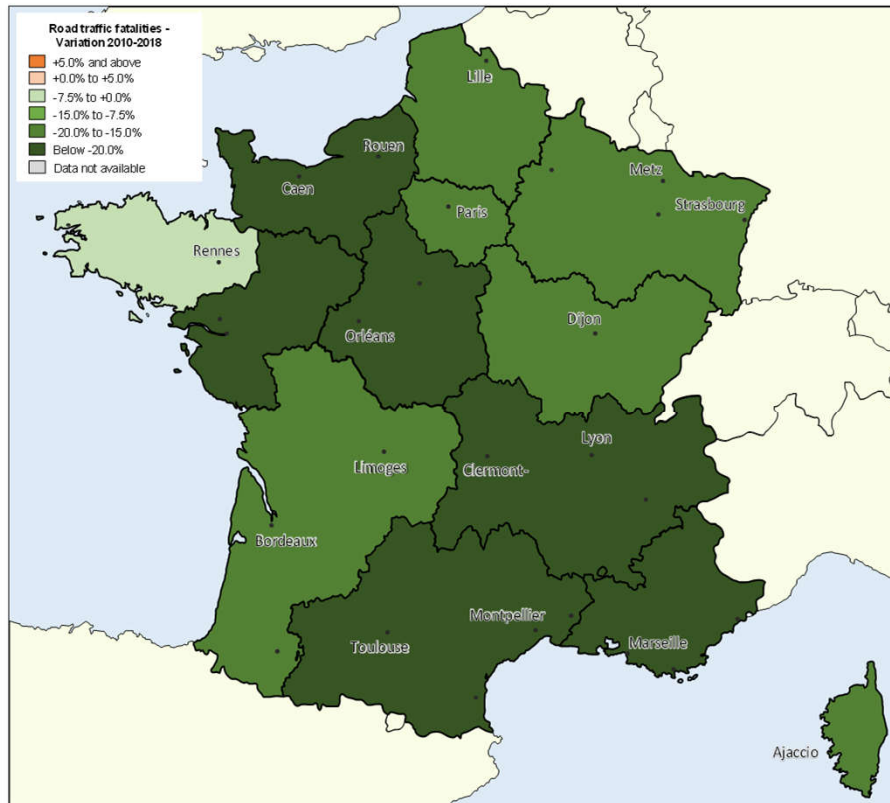 Road traffic fatalities -
Variation 2010-2018
+5.0% and above
+0.0% to +5.0%
-7.5% to +0.0%
-15.0% to -7.5%
-20.0% to -15.0%
Below -20.0%
Data not available
Lille
Rouen
Caen
Metz
Paris
Strasbourg
Rennes
Orléans
Dijon
Lyon
Limoges
Clermont-
Bordeaux
Montpellier
Toulouse
Marseille
Ajaccio